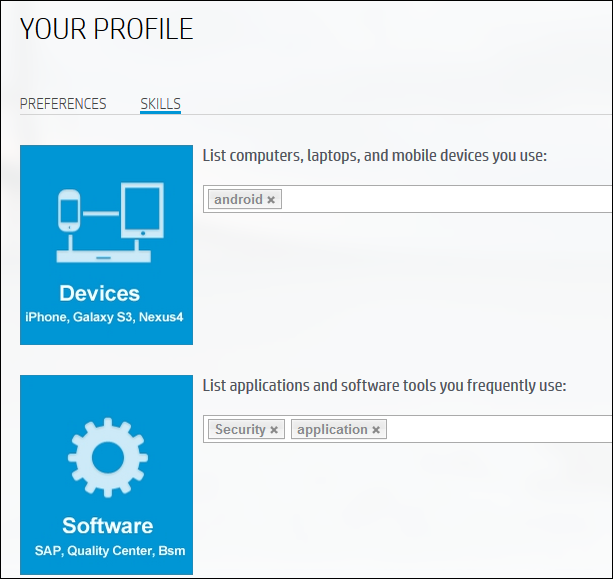 YOUR PROFILE
PREFERENCES SKILLS
List computers, laptops, and mobile devices you use:
android ×
Devices
iPhone, Galaxy S3, Nexus4
List applications and software tools you frequently use:
Security × application ×
Software
SAP, Quality Center, Bsm